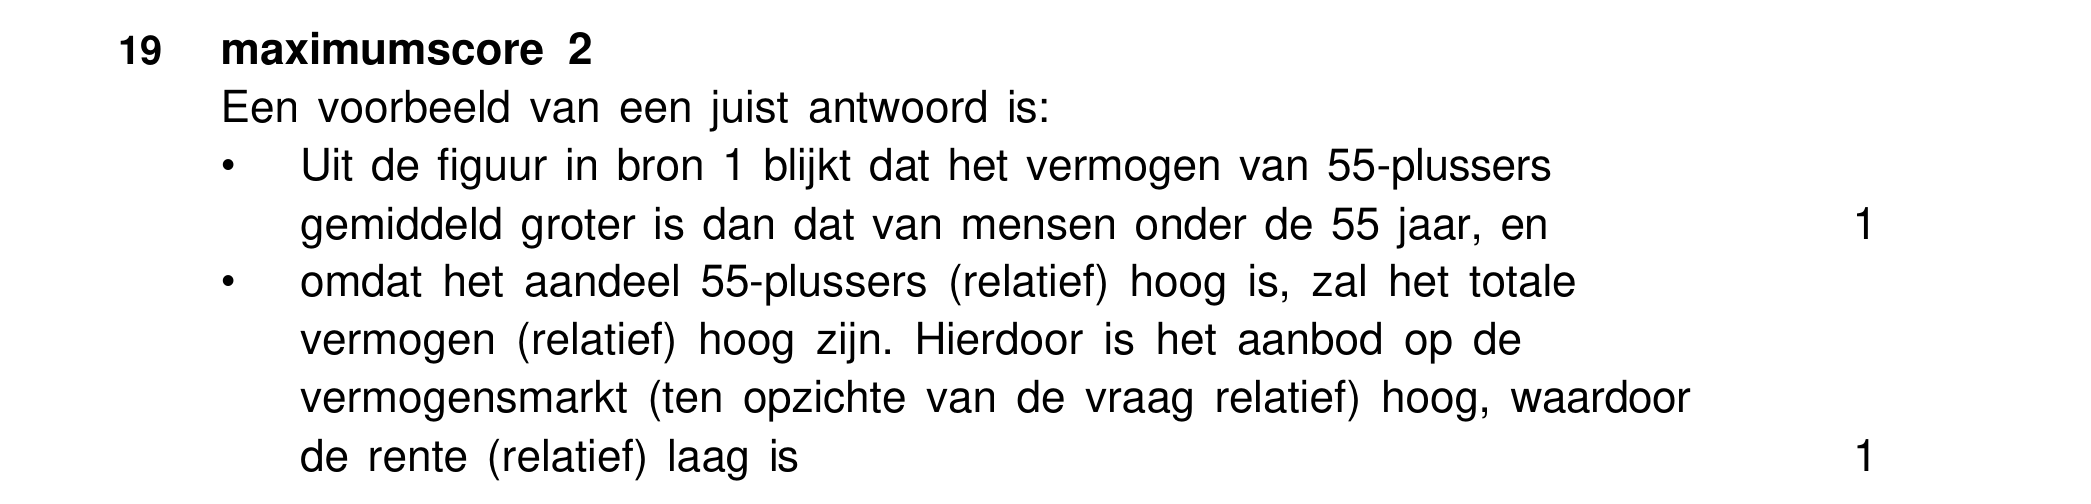 19 maximumscore 2
Een voorbeeld van een juist antwoord is:
• Uit de figuur in bron 1 blijkt dat het vermogen van 55-plussers
gemiddeld groter is dan dat van mensen onder de 55 jaar, en 1
• omdat het aandeel 55-plussers (relatief) hoog is, zal het totale
vermogen (relatief) hoog zijn. Hierdoor is het aanbod op de
vermogensmarkt (ten opzichte van de vraag relatief) hoog, waardoor
de rente (relatief) laag is 1